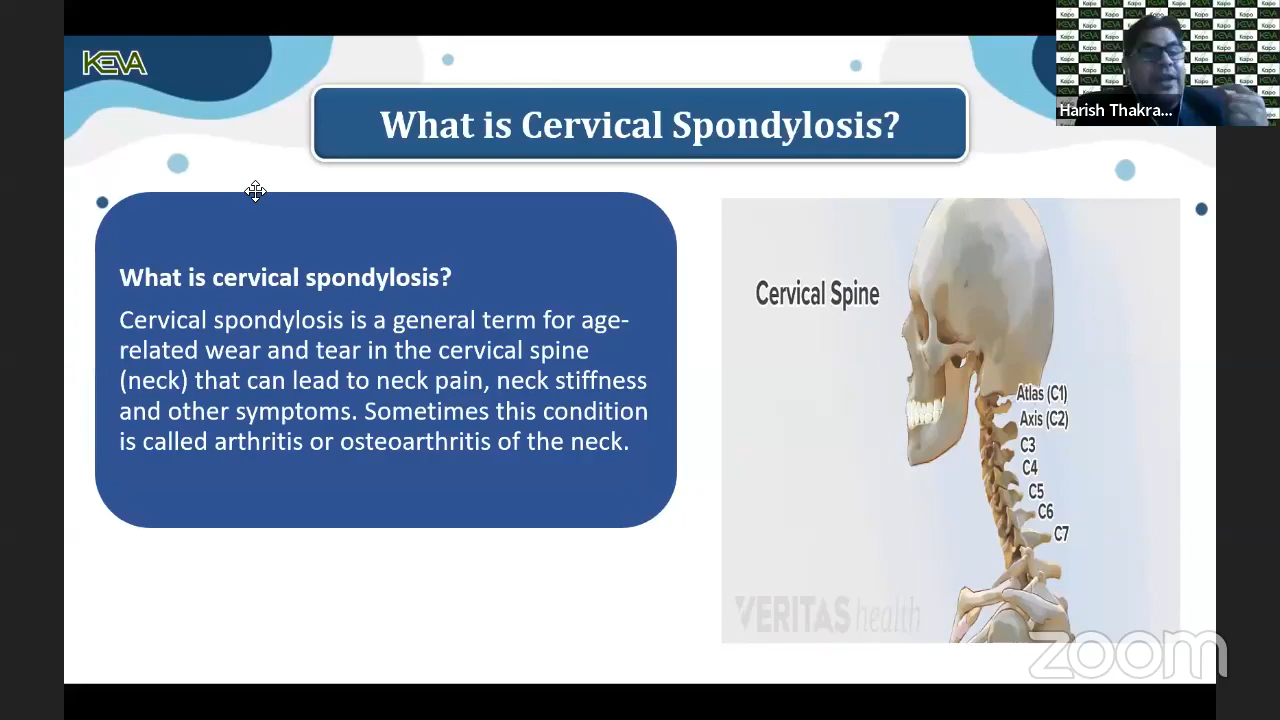 KEVA
What is Cervical Spondylosis?
Harish Thakra...
What is cervical spondylosis?
Cervical spondylosis is a general term for age-
related wear and tear in the cervical spine
(neck) that can lead to neck pain, neck stiffness
and other symptoms. Sometimes this condition
is called arthritis or osteoarthritis of the neck.
Cervical Spine
Atlas (C1)
Axis (C2)
C3
C4
C5
C6
C7
VERITAS health
zoom